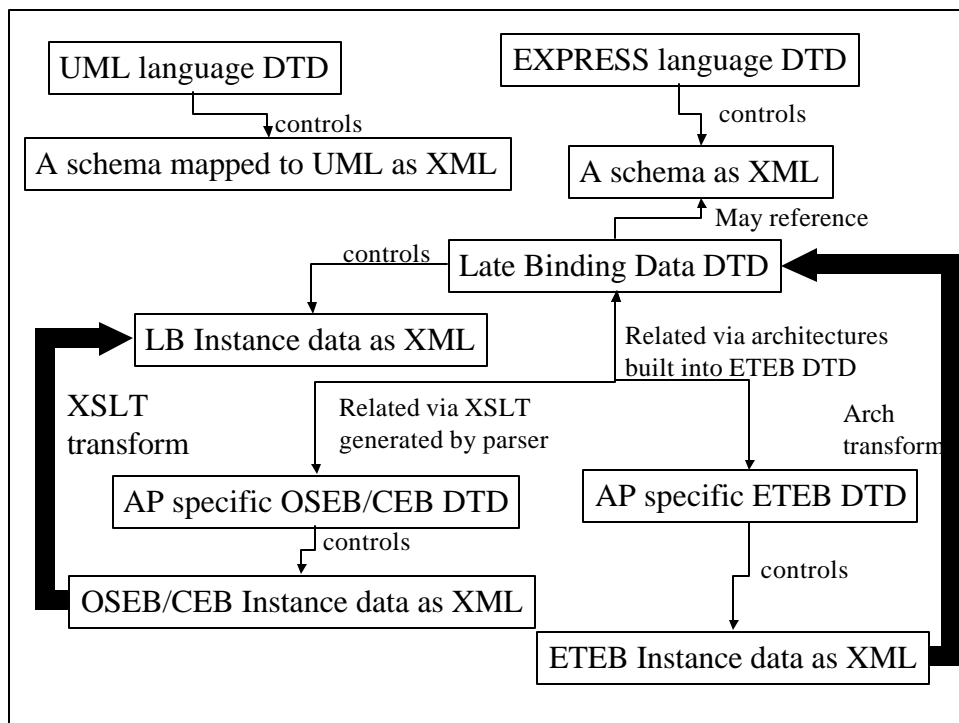 UML language DTD
EXPRESS language DTD
controls
controls
A schema mapped to UML as XML
A schema as XML
May reference
controls
Late Binding Data DTD
LB Instance data as XML
Related via architectures
built into ETEB DTD
XSLT
transform
Related via XSLT
generated by parser
Arch
transform
AP specific OSEB/CEB DTD
AP specific ETEB DTD
controls
controls
OSEB/CEB Instance data as XML
ETEB Instance data as XML